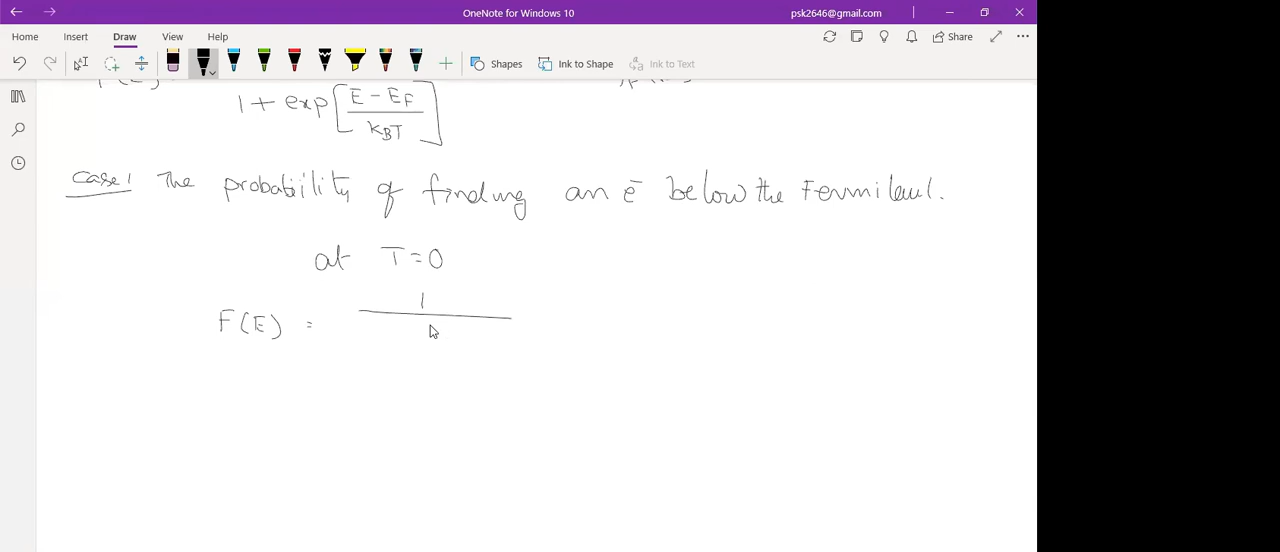 OneNote for Windows 10
psk2646@gmail.com
Home Insert Draw View Help
Share
Shapes Ink to Shape Ink to Text
1 + exp[E - EF / KBT]
Case 1 The probability of finding an ē below the Fermi level.
at T = 0
F(E) = 1